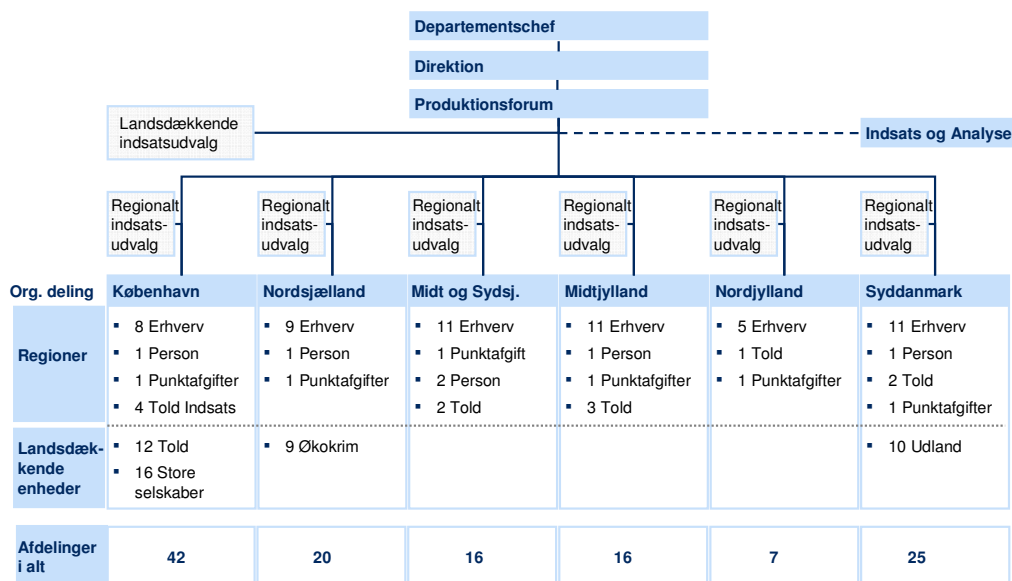 Departementschef
Direktion
Produktionsforum
Landsdækkende
indsatsudvalg
Indsats og Analyse
Regionalt
indsats-
udvalg
Regionalt
indsats-
udvalg
Regionalt
indsats-
udvalg
Regionalt
indsats-
udvalg
Regionalt
indsats-
udvalg
Regionalt
indsats-
udvalg
Org. deling
København
Nordsjælland
Midt og Sydsj.
Midtjylland
Nordjylland
Syddanmark
Regioner
▪ 8 Erhverv
▪ 1 Person
▪ 1 Punktafgifter
▪ 4 Told Indsats
▪ 9 Erhverv
▪ 1 Person
▪ 1 Punktafgifter
▪ 11 Erhverv
▪ 1 Punktafgift
▪ 2 Person
▪ 2 Told
▪ 11 Erhverv
▪ 1 Person
▪ 1 Punktafgifter
▪ 3 Told
▪ 5 Erhverv
▪ 1 Told
▪ 1 Punktafgifter
▪ 11 Erhverv
▪ 1 Person
▪ 2 Told
▪ 1 Punktafgifter
Landsdæk-
kende
enheder
▪ 12 Told
▪ 16 Store
selskaber
▪ 9 Økokrim
▪ 10 Udland
Afdelinger
i alt
42
20
16
16
7
25